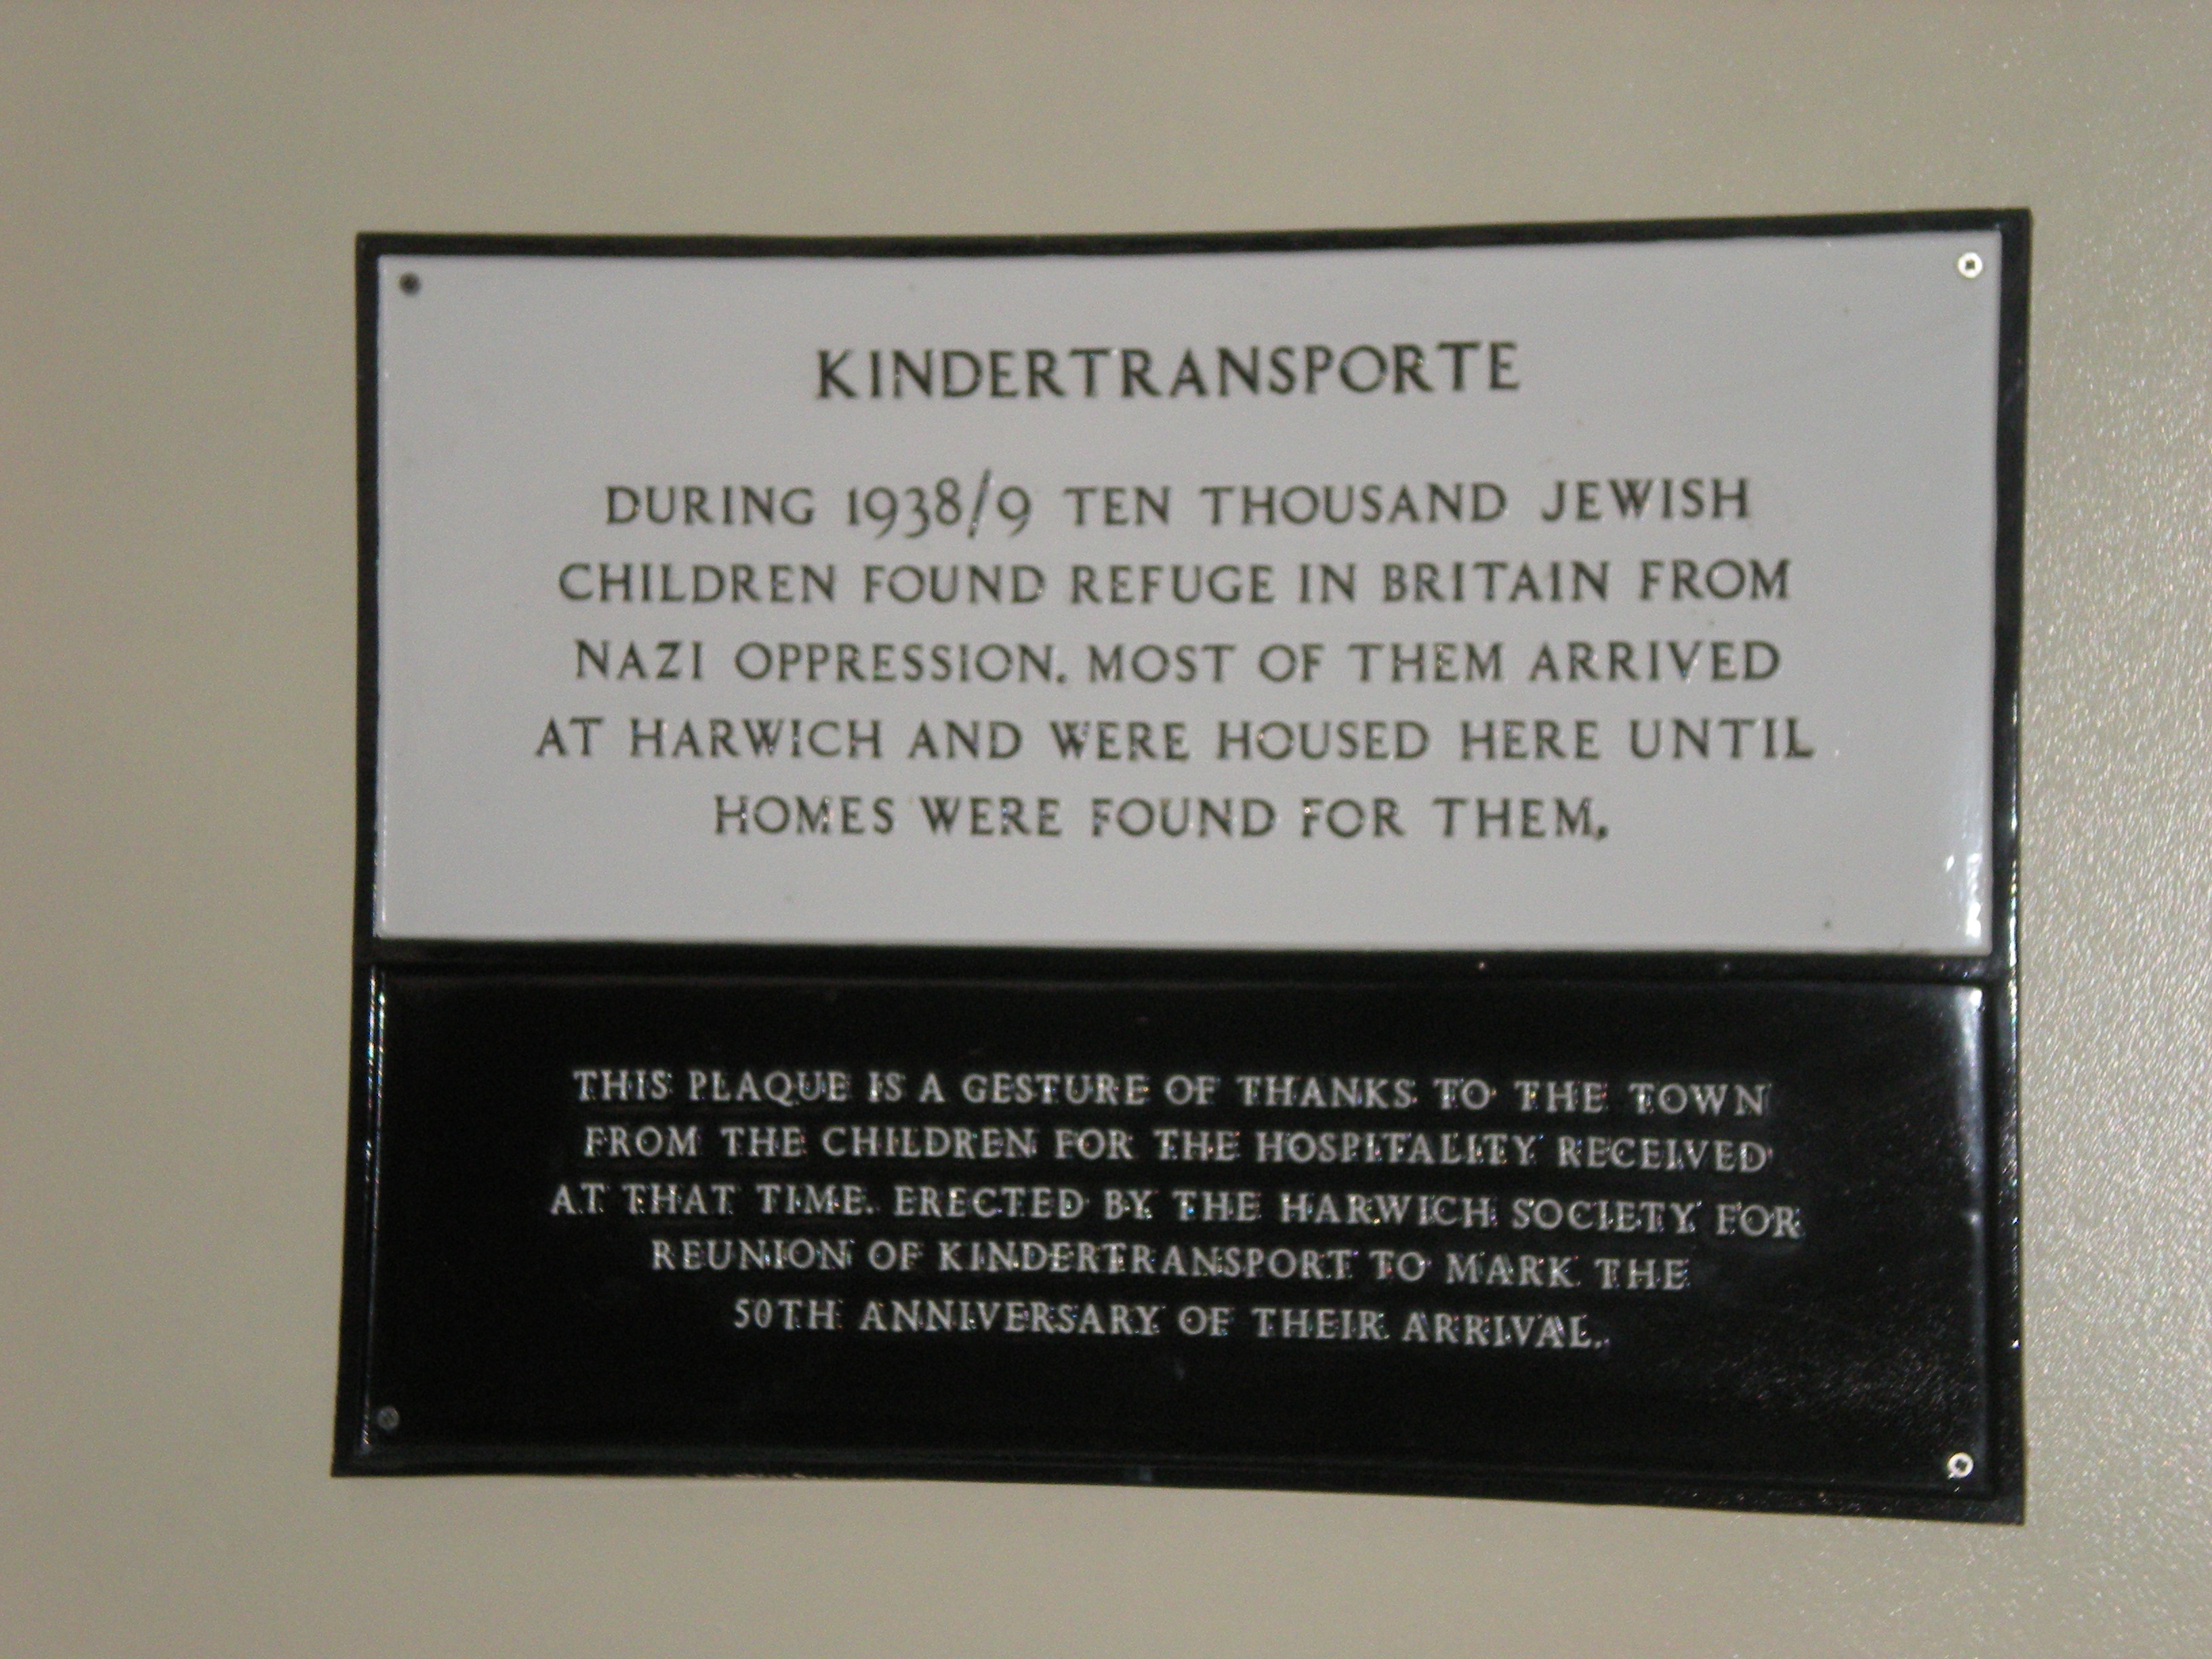 KINDERTRANSPORTE
DURING 1938/9 TEN THOUSAND JEWISH
CHILDREN FOUND REFUGE IN BRITAIN FROM
NAZI OPPRESSION. MOST OF THEM ARRIVED
AT HARWICH AND WERE HOUSED HERE UNTIL
HOMES WERE FOUND FOR THEM.
THIS PLAQUE IS A GESTURE OF THANKS TO THE TOWN
FROM THE CHILDREN FOR THE HOSPITALITY RECEIVED
AT THAT TIME. ERECTED BY THE HARWICH SOCIETY FOR
REUNION OF KINDERTRANSPORT TO MARK THE
50TH ANNIVERSARY OF THEIR ARRIVAL.